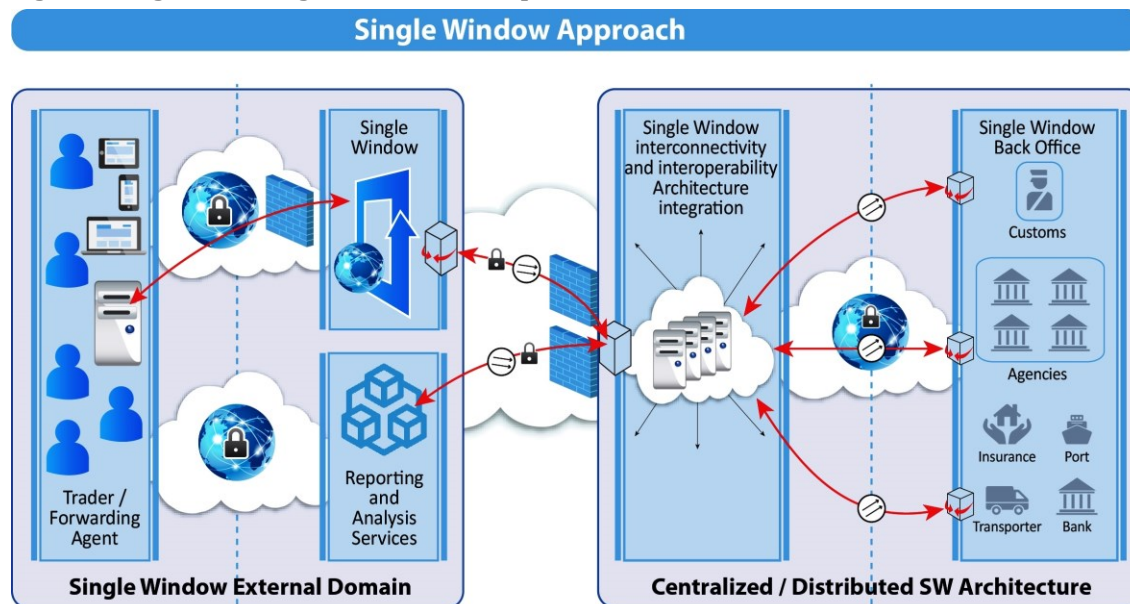 Single Window Approach
Single
Window
Trader /
Forwarding
Agent
Reporting
and
Analysis
Services
Single Window External Domain
Single Window
interconnectivity
and interoperability
Architecture
integration
Single Window
Back Office
Customs
Agencies
Insurance
Port
Transporter
Bank
Centralized / Distributed SW Architecture